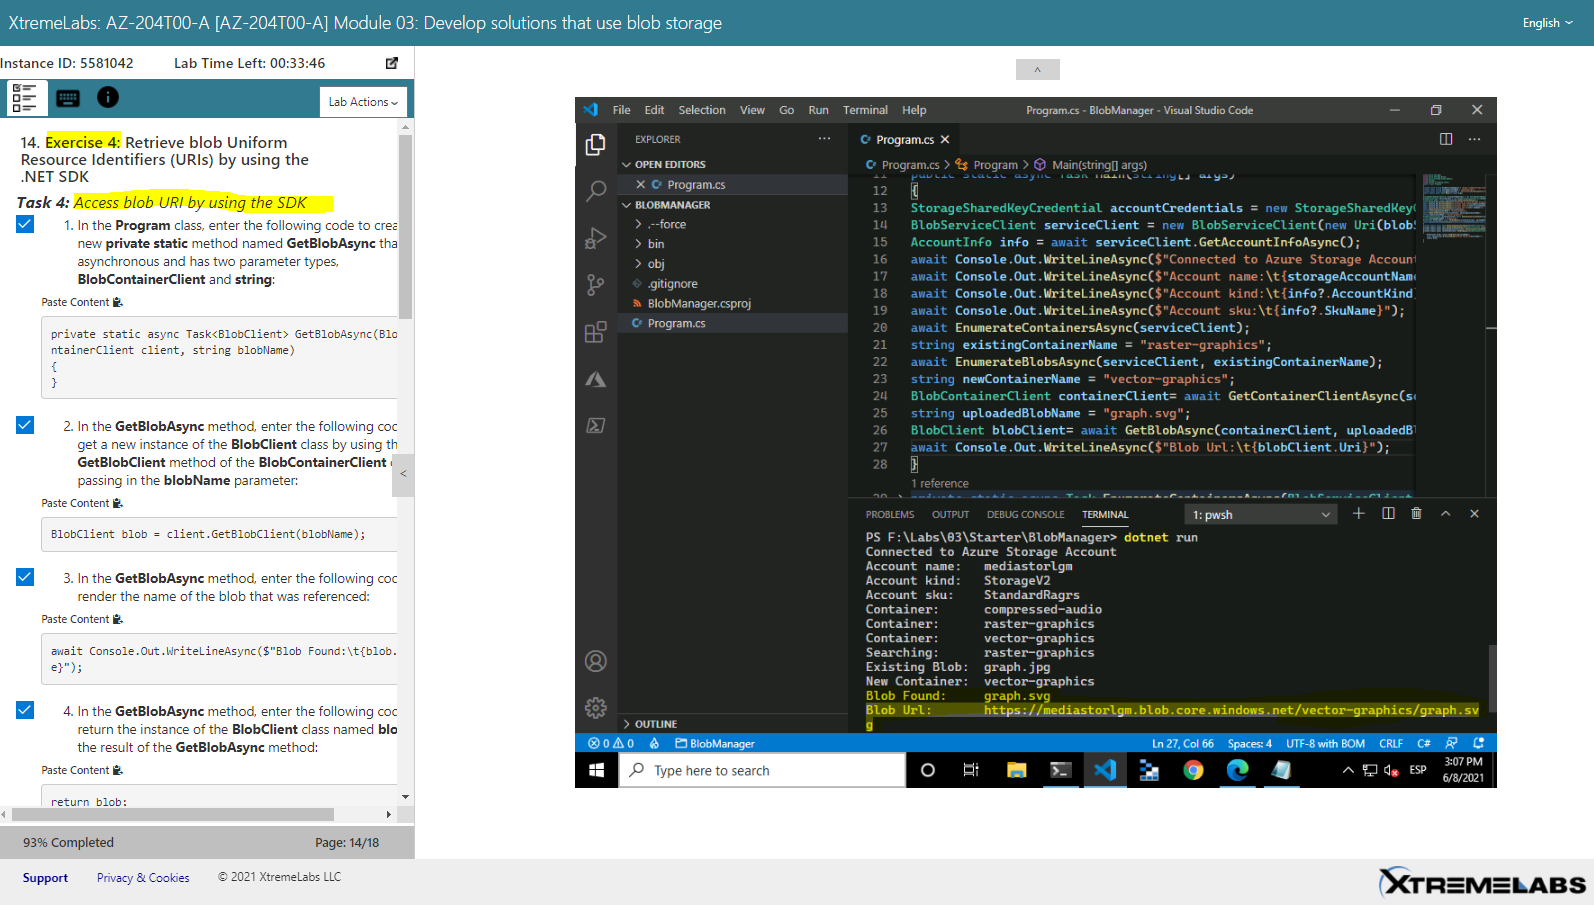 XtremeLabs: AZ-204T00-A [AZ-204T00-A] Module 03: Develop solutions that use blob storage
English
Instance ID: 5581042 Lab Time Left: 00:33:46
Lab Actions
14. Exercise 4: Retrieve blob Uniform
Resource Identifiers (URIs) by using the
.NET SDK
Task 4: Access blob URI by using the SDK
1. In the Program class, enter the following code to crea
new private static method named GetBlobAsync tha
asynchronous and has two parameter types,
BlobContainerClient and string:
Paste Content
private static async Task<BlobClient> GetBlobAsync(Blo
ntainerClient client, string blobName)
{
}
2. In the GetBlobAsync method, enter the following coc
get a new instance of the BlobClient class by using th
GetBlobClient method of the BlobContainerClient
passing in the blobName parameter:
Paste Content
BlobClient blob = client.GetBlobClient(blobName);
3. In the GetBlobAsync method, enter the following coc
render the name of the blob that was referenced:
Paste Content
await Console.Out.WriteLineAsync($"Blob Found:\t{blob.
e}");
4. In the GetBlobAsync method, enter the following coc
return the instance of the BlobClient class named blo
the result of the GetBlobAsync method:
Paste Content
return blob;
93% Completed Page: 14/18
Support Privacy & Cookies © 2021 XtremeLabs LLC
XTREMELABS
File Edit Selection View Go Run Terminal Help Program.cs - BlobManager - Visual Studio Code
EXPLORER
OPEN EDITORS
Program.cs
BLOBMANAGER
.--force
bin
obj
.gitignore
BlobManager.csproj
Program.cs
OUTLINE
Program.cs
Program.cs > Program > Main(string[] args)
11 public static async Task Main(string[] args)
12 {
13 StorageSharedKeyCredential accountCredentials = new StorageSharedKey
14 BlobServiceClient serviceClient = new BlobServiceClient(new Uri(blob
15 AccountInfo info = await serviceClient.GetAccountInfoAsync();
16 await Console.Out.WriteLineAsync($"Connected to Azure Storage Account
17 await Console.Out.WriteLineAsync($"Account name:\t{storageAccountName
18 await Console.Out.WriteLineAsync($"Account kind:\t{info?.AccountKind
19 await Console.Out.WriteLineAsync($"Account sku:\t{info?.SkuName}");
20 await EnumerateContainersAsync(serviceClient);
21 string existingContainerName = "raster-graphics";
22 await EnumerateBlobsAsync(serviceClient, existingContainerName);
23 string newContainerName = "vector-graphics";
24 BlobContainerClient containerClient= await GetContainerClientAsync(se
25 string uploadedBlobName = "graph.svg";
26 BlobClient blobClient= await GetBlobAsync(containerClient, uploadedBl
27 await Console.Out.WriteLineAsync($"Blob Url:\t{blobClient.Uri}");
28 }
1 reference
29 private static async Task EnumerateContainersAsync(BlobServiceClient
PROBLEMS OUTPUT DEBUG CONSOLE TERMINAL 1: pwsh
PS F:\Labs\03\Starter\BlobManager> dotnet run
Connected to Azure Storage Account
Account name: mediastorlgm
Account kind: StorageV2
Account sku: StandardRagrs
Container: compressed-audio
Container: raster-graphics
Container: vector-graphics
Searching: raster-graphics
Existing Blob: graph.jpg
New Container: vector-graphics
Blob Found: graph.svg
Blob Url: https://mediastorlgm.blob.core.windows.net/vector-graphics/graph.sv
g
0 0 BlobManager Ln 27, Col 66 Spaces: 4 UTF-8 with BOM CRLF C#
Type here to search
ESP
3:07 PM
6/8/2021